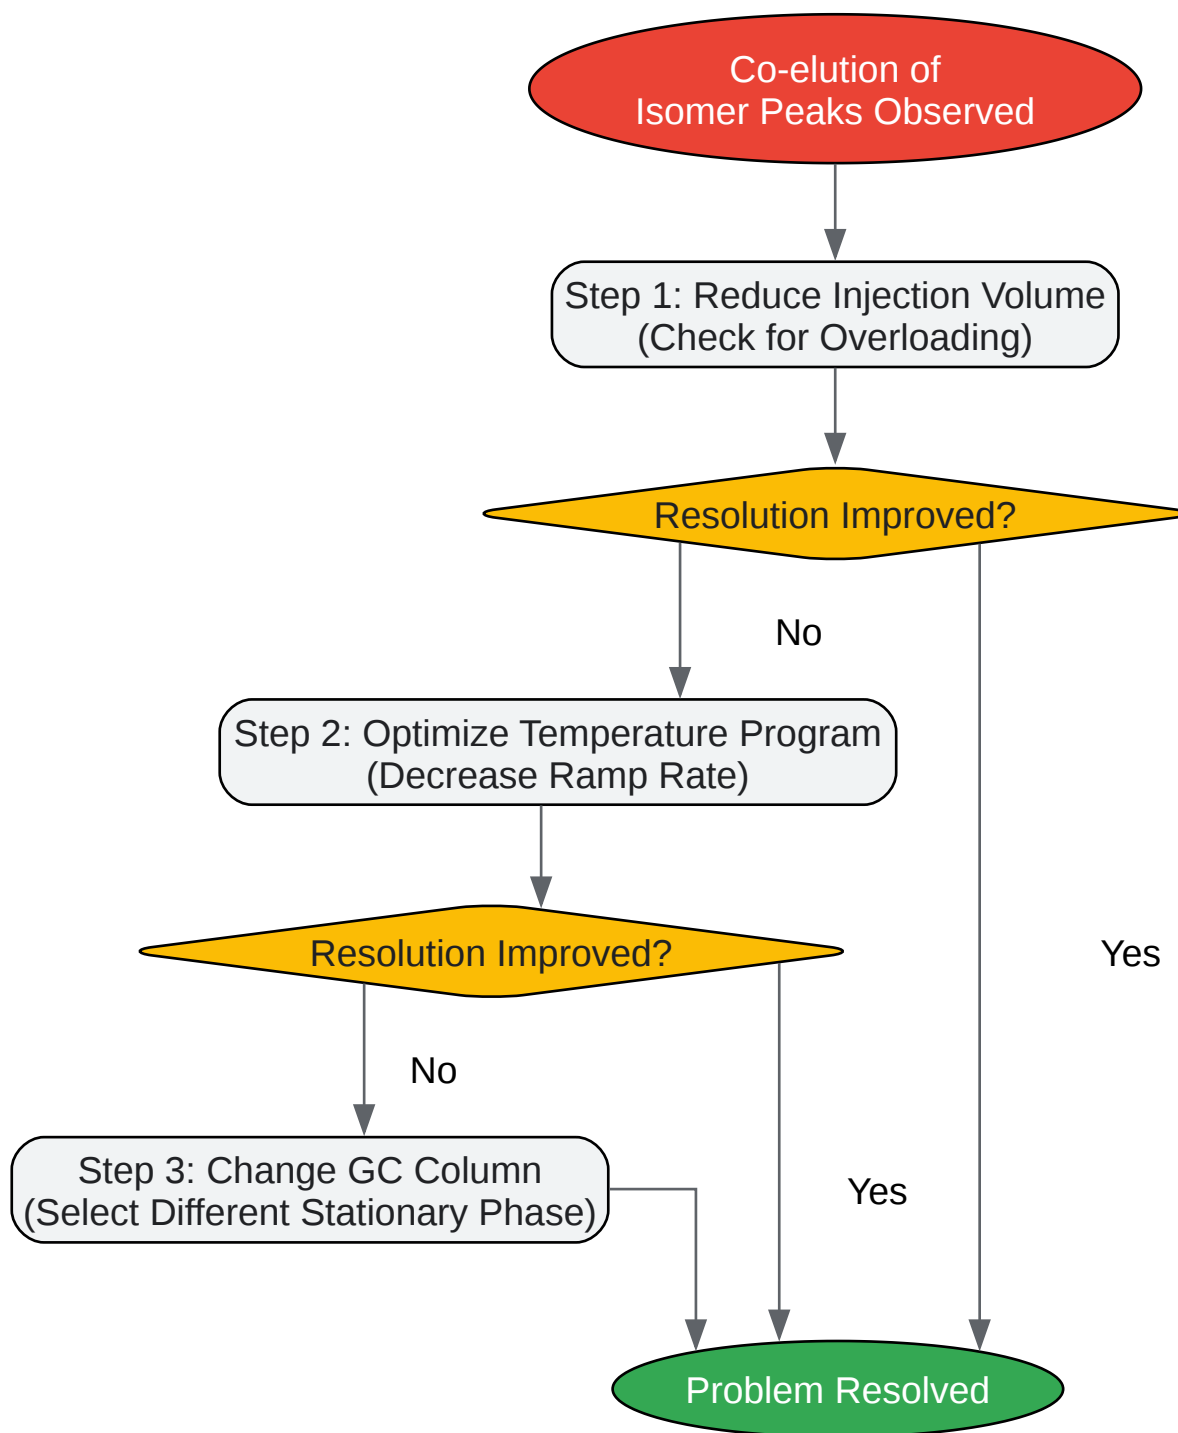 Co-elution of
Isomer Peaks Observed
Step 1: Reduce Injection Volume
(Check for Overloading)
Resolution Improved?
No
Step 2: Optimize Temperature Program
(Decrease Ramp Rate)
Resolution Improved?
Yes
No
Step 3: Change GC Column
(Select Different Stationary Phase)
Yes
Problem Resolved